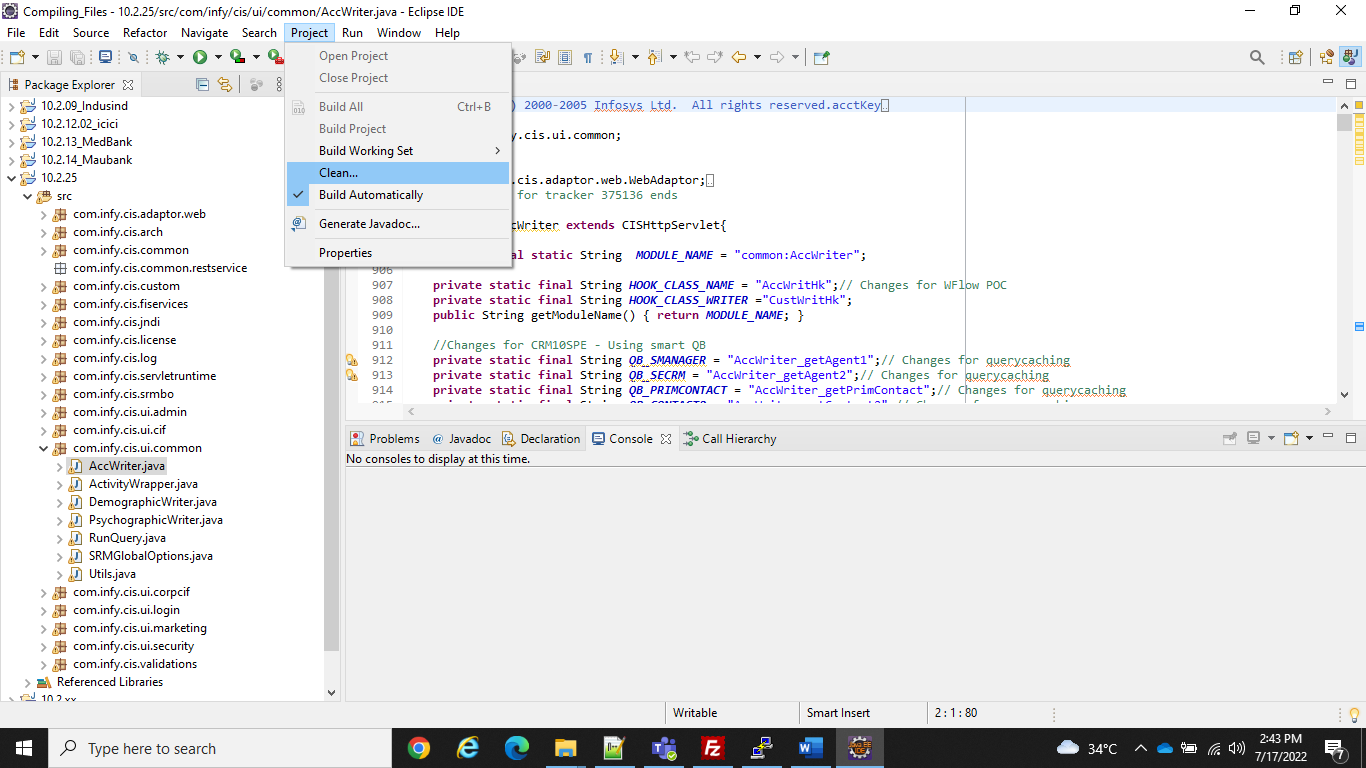 Compiling_Files - 10.2.25/src/com/infy/cis/ui/common/AccWriter.java - Eclipse IDE
File Edit Source Refactor Navigate Search Project Run Window Help
Open Project
Close Project
Build All Ctrl+B
Build Project
Build Working Set
Clean...
Build Automatically
Generate Javadoc...
Properties
Package Explorer
10.2.09_Indusind
10.2.12.02_icici
10.2.13_MedBank
10.2.14_Maubank
10.2.25
src
com.infy.cis.adaptor.web
com.infy.cis.arch
com.infy.cis.common
com.infy.cis.common.restservice
com.infy.cis.custom
com.infy.cis.fiservices
com.infy.cis.jndi
com.infy.cis.license
com.infy.cis.log
com.infy.cis.servletruntime
com.infy.cis.srmbo
com.infy.cis.ui.admin
com.infy.cis.ui.cif
com.infy.cis.ui.common
AccWriter.java
ActivityWrapper.java
DemographicWriter.java
PsychographicWriter.java
RunQuery.java
SRMGlobalOptions.java
Utils.java
com.infy.cis.ui.corpcif
com.infy.cis.ui.login
com.infy.cis.ui.marketing
com.infy.cis.ui.security
com.infy.cis.validations
Referenced Libraries
10.2.xx
) 2000-2005 Infosys Ltd.  All rights reserved.acctKey
y.cis.ui.common;
.cis.adaptor.web.WebAdaptor;
for tracker 375136 ends
cWriter extends CISHttpServlet{
al static String  MODULE_NAME = "common:AccWriter";
906
907 private static final String HOOK_CLASS_NAME = "AccWritHk";// Changes for WFlow POC
908 private static final String HOOK_CLASS_WRITER ="CustWritHk";
909 public String getModuleName() { return MODULE_NAME; }
910
911 //Changes for CRM10SPE - Using smart QB
912 private static final String QB_SMANAGER = "AccWriter_getAgent1";// Changes for querycaching
913 private static final String QB_SECRM = "AccWriter_getAgent2";// Changes for querycaching
914 private static final String QB_PRIMCONTACT = "AccWriter_getPrimContact";// Changes for querycaching
Problems Javadoc Declaration Console Call Hierarchy
No consoles to display at this time.
Writable Smart Insert 2 : 1 : 80
Type here to search
34°C
2:43 PM
7/17/2022
7